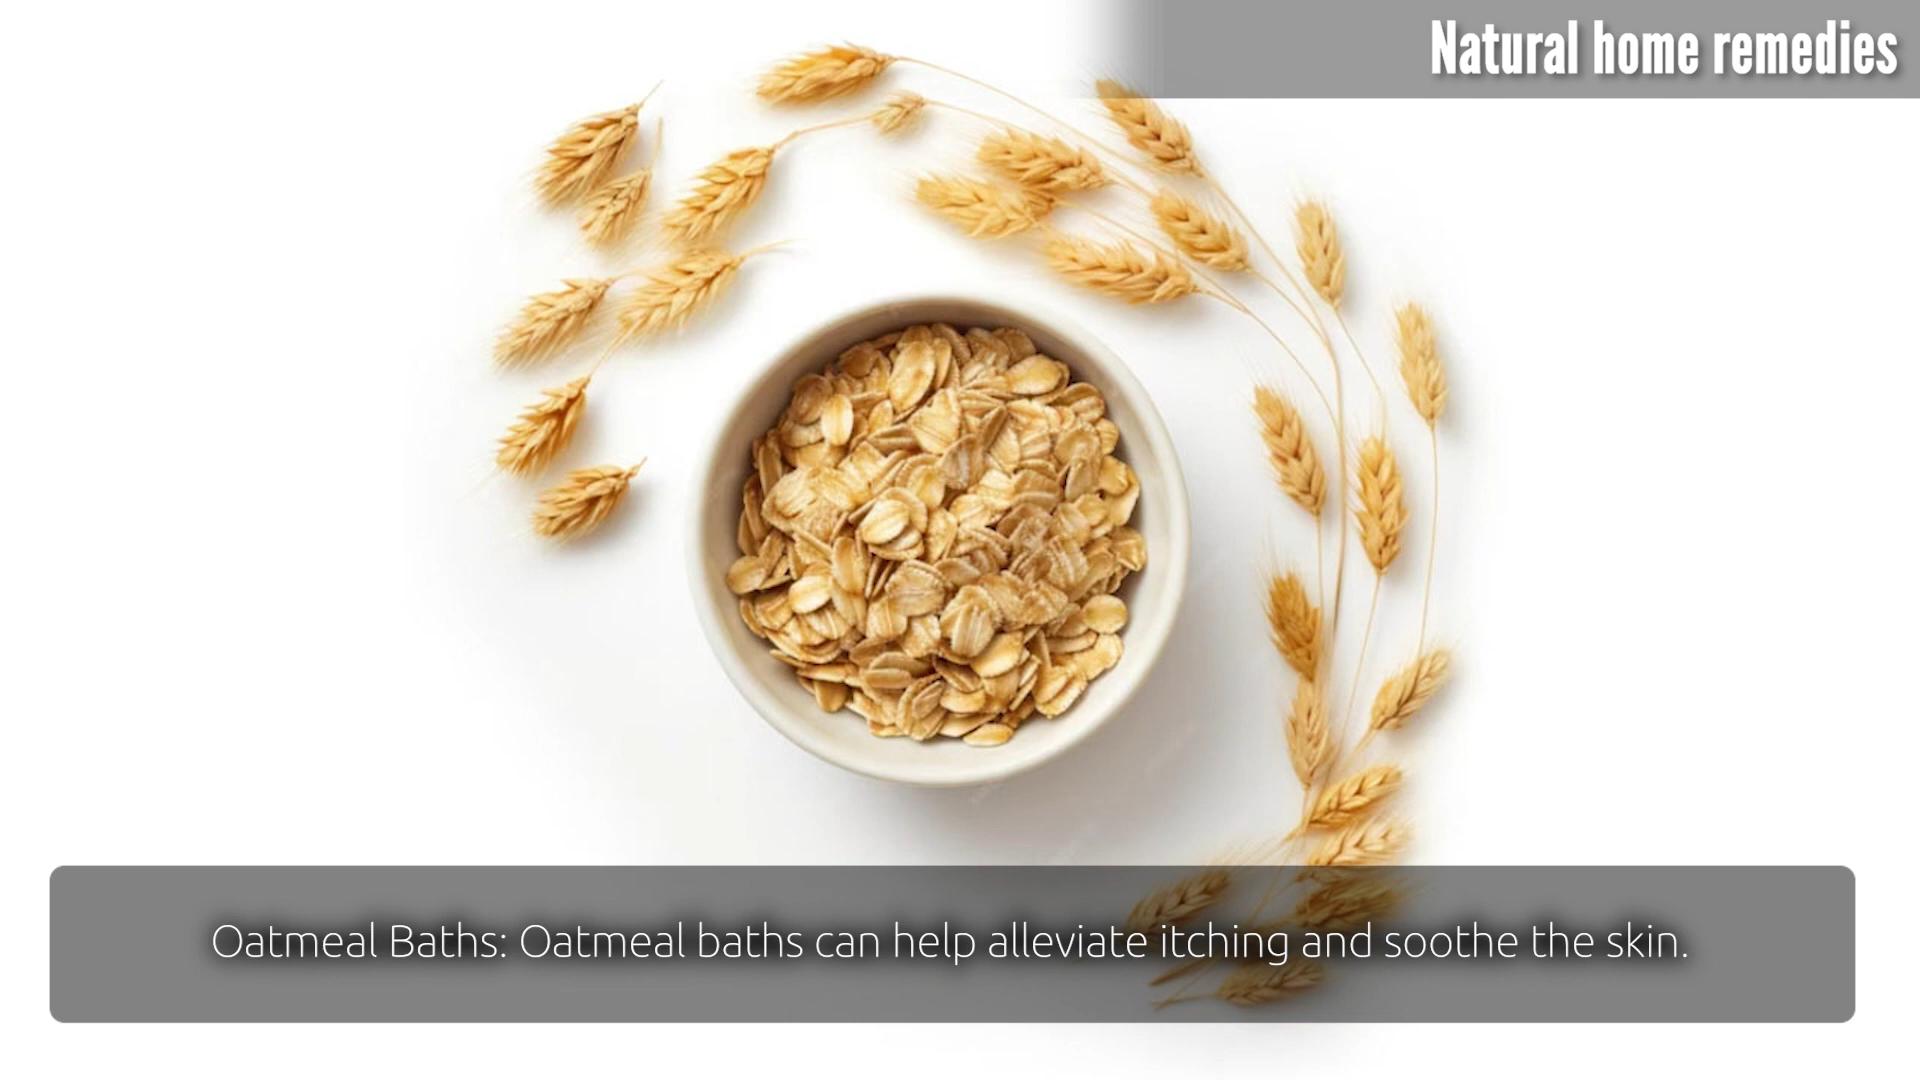 Natural home remedies
Oatmeal Baths: Oatmeal baths can help alleviate itching and soothe the skin.